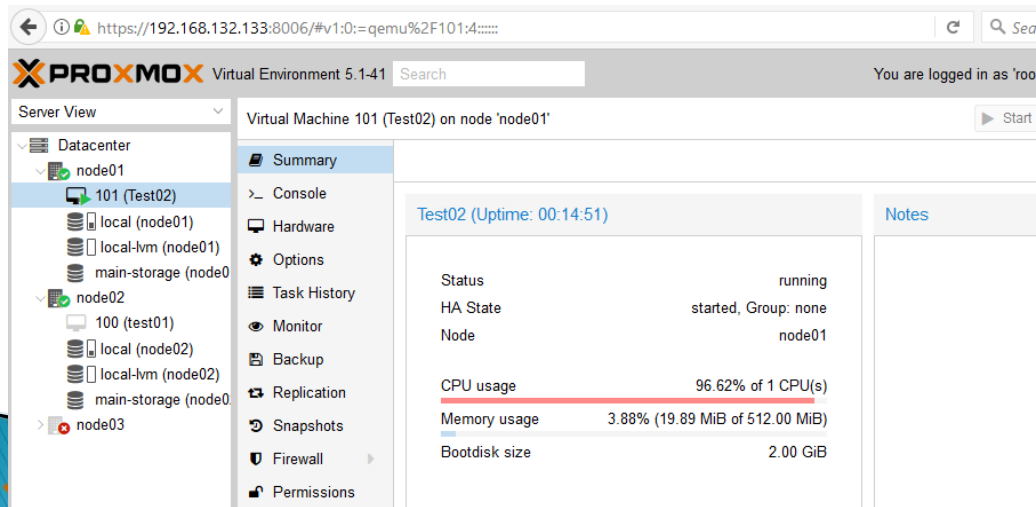 https://192.168.132.133:8006/#v1:0:=qemu%2F101:4::::::
Sea
PROXMOX Virtual Environment 5.1-41 Search You are logged in as 'roo
Server View
Virtual Machine 101 (Test02) on node 'node01' Start
Datacenter
node01
101 (Test02)
local (node01)
local-lvm (node01)
main-storage (node0
node02
100 (test01)
local (node02)
local-lvm (node02)
main-storage (node0
node03
Summary
Console
Hardware
Options
Task History
Monitor
Backup
Replication
Snapshots
Firewall
Permissions
Test02 (Uptime: 00:14:51)
Status running
HA State started, Group: none
Node node01
CPU usage 96.62% of 1 CPU(s)
Memory usage 3.88% (19.89 MiB of 512.00 MiB)
Bootdisk size 2.00 GiB
Notes